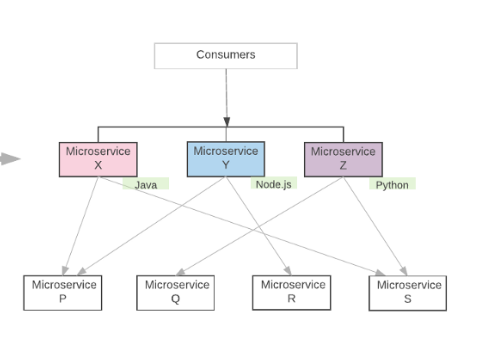 Consumers
Microservice
X
Microservice
Y
Microservice
Z
Java
Node.js
Python
Microservice
P
Microservice
Q
Microservice
R
Microservice
S